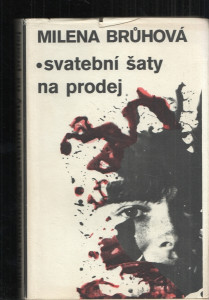 MILENA BRŮHOVÁ
•svatební šaty
na prodej